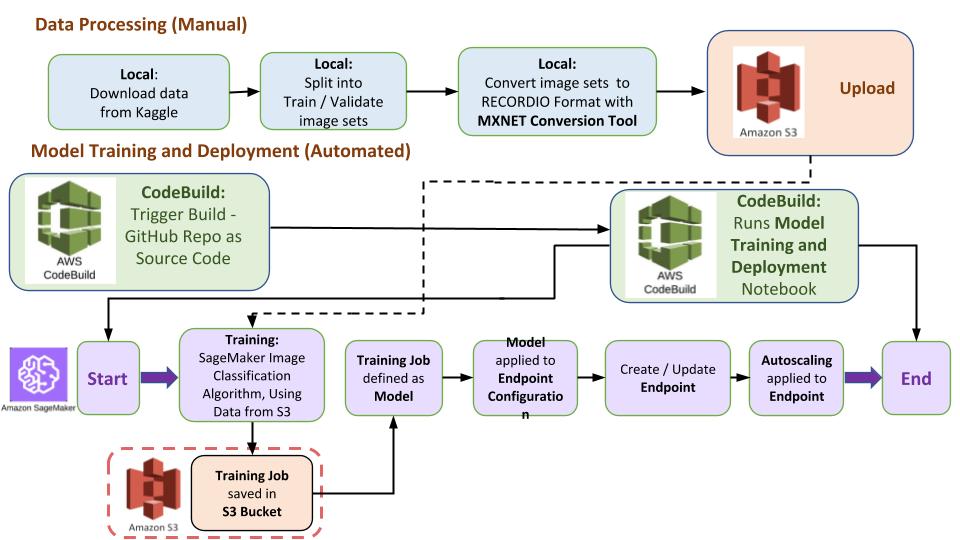 Data Processing (Manual)
Local:
Download data
from Kaggle
Local:
Split into
Train / Validate
image sets
Local:
Convert image sets to
RECORDIO Format with
MXNET Conversion Tool
Amazon S3
Upload
Model Training and Deployment (Automated)
AWS
CodeBuild
CodeBuild:
Trigger Build -
GitHub Repo as
Source Code
AWS
CodeBuild
CodeBuild:
Runs Model
Training and
Deployment
Notebook
Amazon SageMaker
Start
Training:
SageMaker Image
Classification
Algorithm, Using
Data from S3
Training Job
defined as
Model
Model
applied to
Endpoint
Configuratio
n
Create / Update
Endpoint
Autoscaling
applied to
Endpoint
End
Amazon S3
Training Job
saved in
S3 Bucket